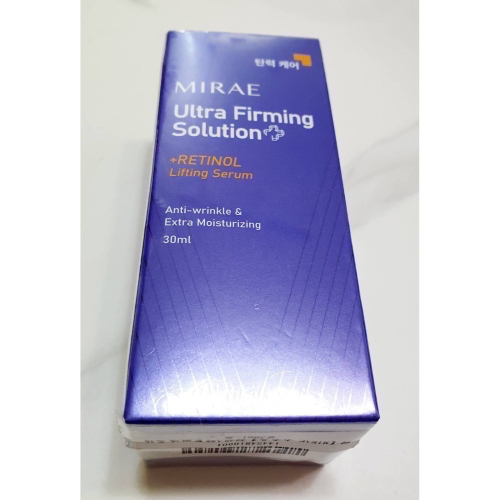 탄력 케어
MIRAE
Ultra Firming
Solution
+RETINOL
Lifting Serum
Anti-wrinkle &
Extra Moisturizing
30ml